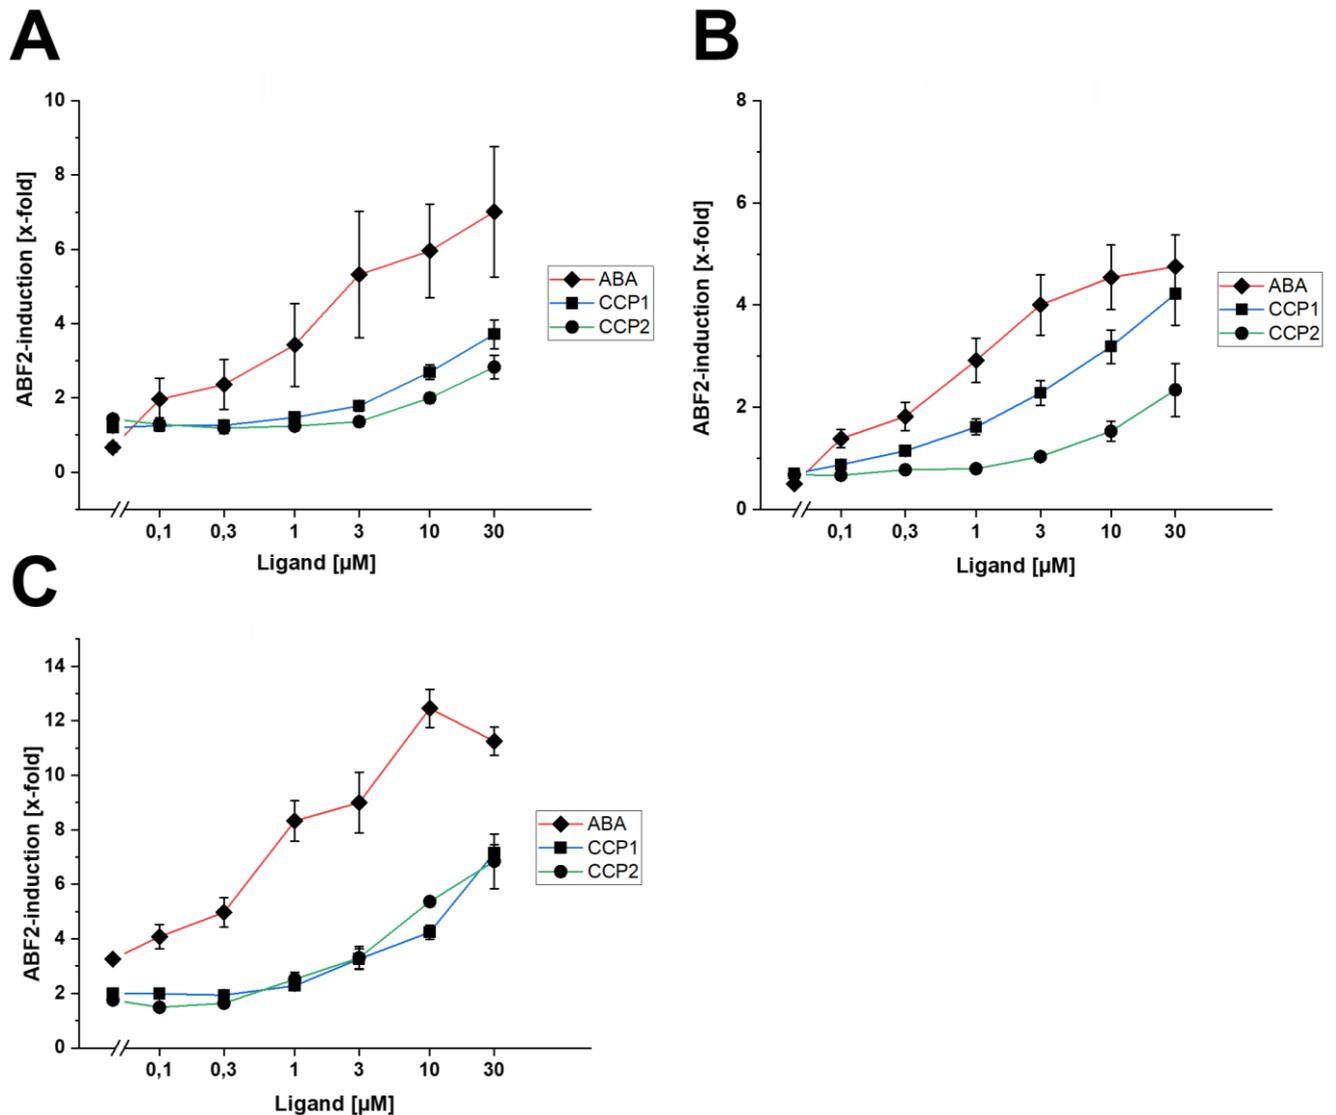 A
10
8
6
4
2
0
ABF2-induction [x-fold]
0,1 0,3 1 3 10 30
Ligand [µM]
ABA
CCP1
CCP2
B
8
6
4
2
0
ABF2-induction [x-fold]
0,1 0,3 1 3 10 30
Ligand [µM]
ABA
CCP1
CCP2
C
14
12
10
8
6
4
2
0
ABF2-induction [x-fold]
0,1 0,3 1 3 10 30
Ligand [µM]
ABA
CCP1
CCP2